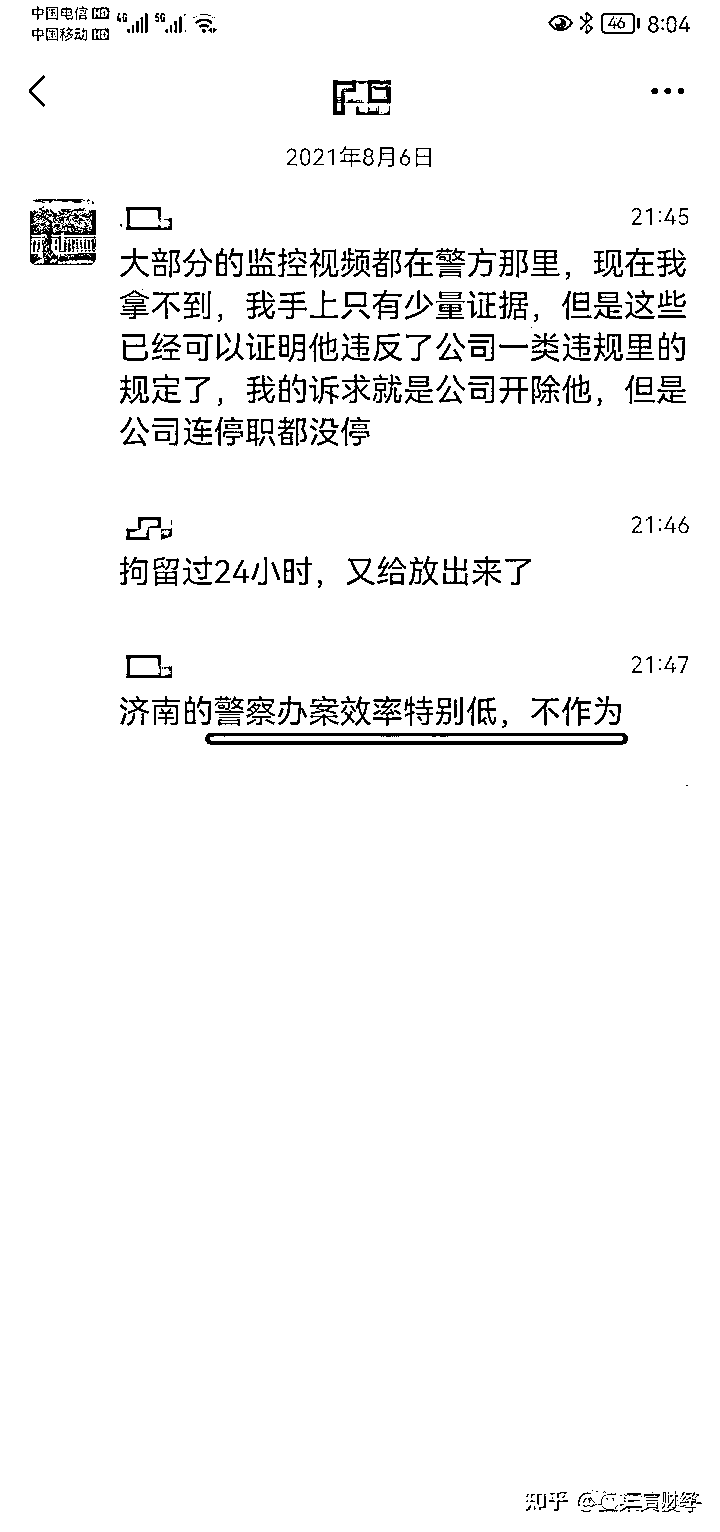 中国电信 HD 4G 5G 46 8:04
中国移动 HD
2021年8月6日
21:45
大部分的监控视频都在警方那里，现在我
拿不到，我手上只有少量证据，但是这些
已经可以证明他违反了公司一类违规里的
规定了，我的诉求就是公司开除他，但是
公司连停职都没停
21:46
拘留过24小时，又给放出来了
21:47
济南的警察办案效率特别低，不作为
知乎